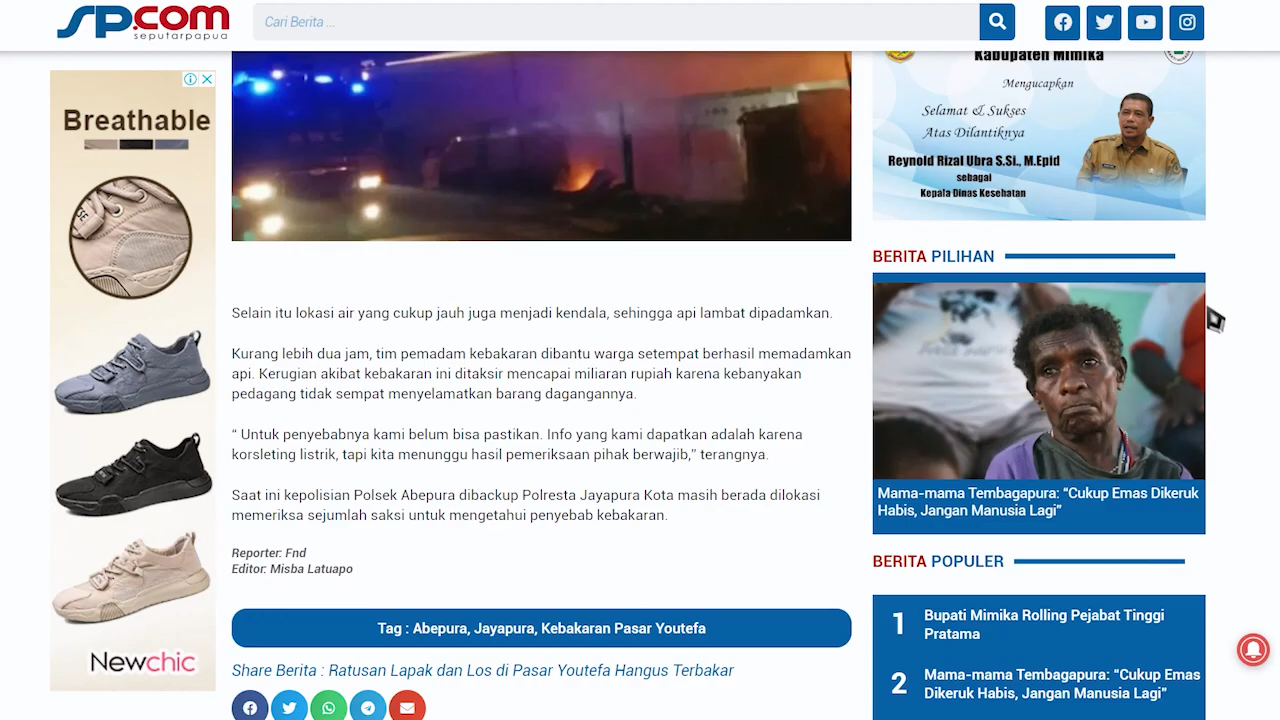 SP.com
seputarpapua
Cari Berita ...
Breathable
Newchic
Selain itu lokasi air yang cukup jauh juga menjadi kendala, sehingga api lambat dipadamkan.
Kurang lebih dua jam, tim pemadam kebakaran dibantu warga setempat berhasil memadamkan
api. Kerugian akibat kebakaran ini ditaksir mencapai miliaran rupiah karena kebanyakan
pedagang tidak sempat menyelamatkan barang dagangannya.
“ Untuk penyebabnya kami belum bisa pastikan. Info yang kami dapatkan adalah karena
korsleting listrik, tapi kita menunggu hasil pemeriksaan pihak berwajib,” terangnya.
Saat ini kepolisian Polsek Abepura dibackup Polresta Jayapura Kota masih berada dilokasi
memeriksa sejumlah saksi untuk mengetahui penyebab kebakaran.
Reporter: Fnd
Editor: Misba Latuapo
Tag : Abepura, Jayapura, Kebakaran Pasar Youtefa
Share Berita : Ratusan Lapak dan Los di Pasar Youtefa Hangus Terbakar
Kabupaten Mimika
Mengucapkan
Selamat & Sukses
Atas Dilantiknya
Reynold Rizal Ubra S.Si., M.Epid
sebagai
Kepala Dinas Kesehatan
BERITA PILIHAN
Mama-mama Tembagapura: “Cukup Emas Dikeruk
Habis, Jangan Manusia Lagi”
BERITA POPULER
1 Bupati Mimika Rolling Pejabat Tinggi
Pratama
2 Mama-mama Tembagapura: “Cukup Emas
Dikeruk Habis, Jangan Manusia Lagi”